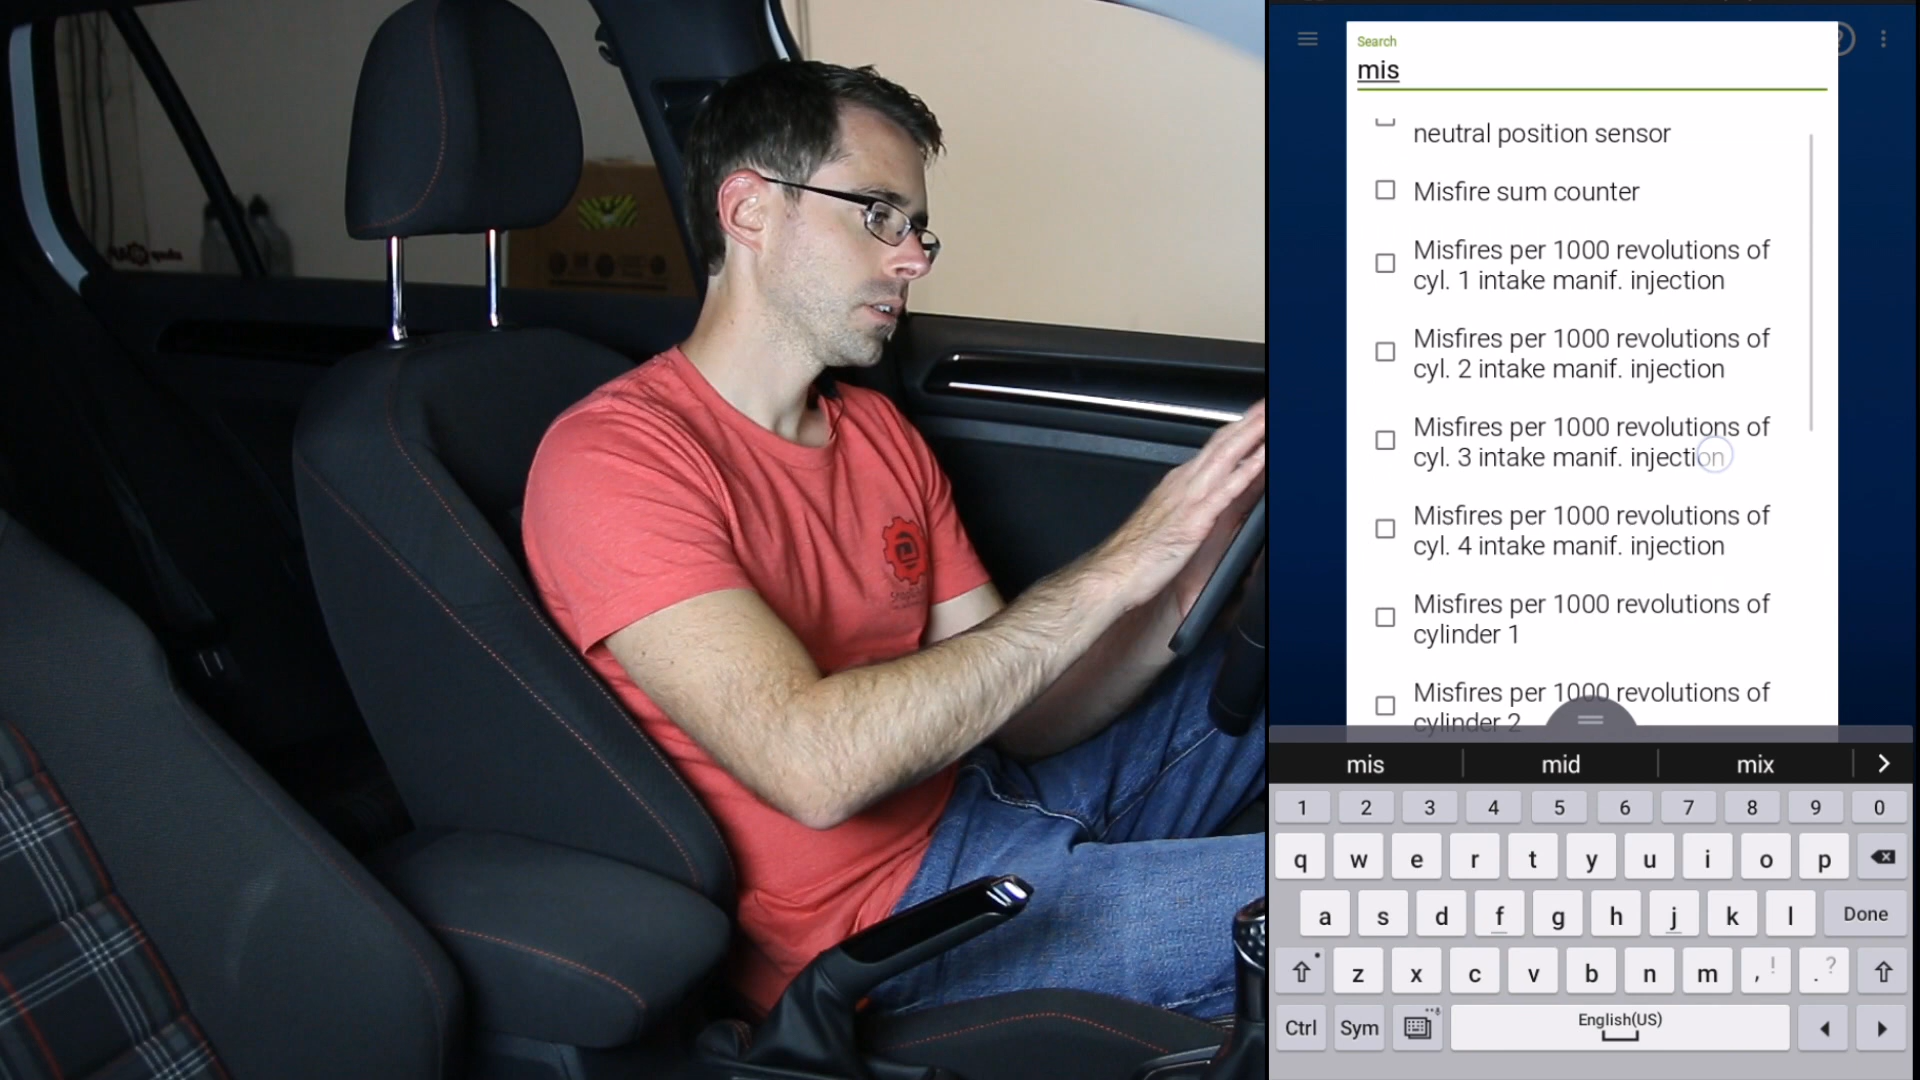 Search
mis
neutral position sensor
Misfire sum counter
Misfires per 1000 revolutions of
cyl. 1 intake manif. injection
Misfires per 1000 revolutions of
cyl. 2 intake manif. injection
Misfires per 1000 revolutions of
cyl. 3 intake manif. injection
Misfires per 1000 revolutions of
cyl. 4 intake manif. injection
Misfires per 1000 revolutions of
cylinder 1
Misfires per 1000 revolutions of
cylinder 2
mis mid mix
1 2 3 4 5 6 7 8 9 0
q w e r t y u i o p
a s d f g h j k l Done
z x c v b n m , ! . ?
Ctrl Sym English(US)